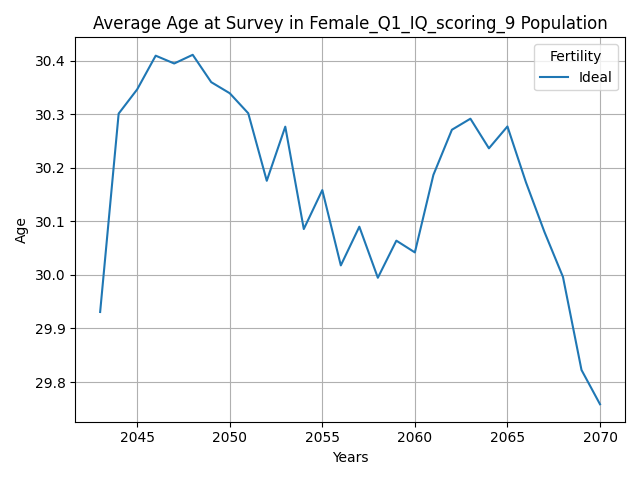 Average Age at Survey in Female_Q1_IQ_scoring_9 Population
Fertility
Ideal
30.4
30.3
30.2
30.1
30.0
29.9
29.8
Age
2045 2050 2055 2060 2065 2070
Years